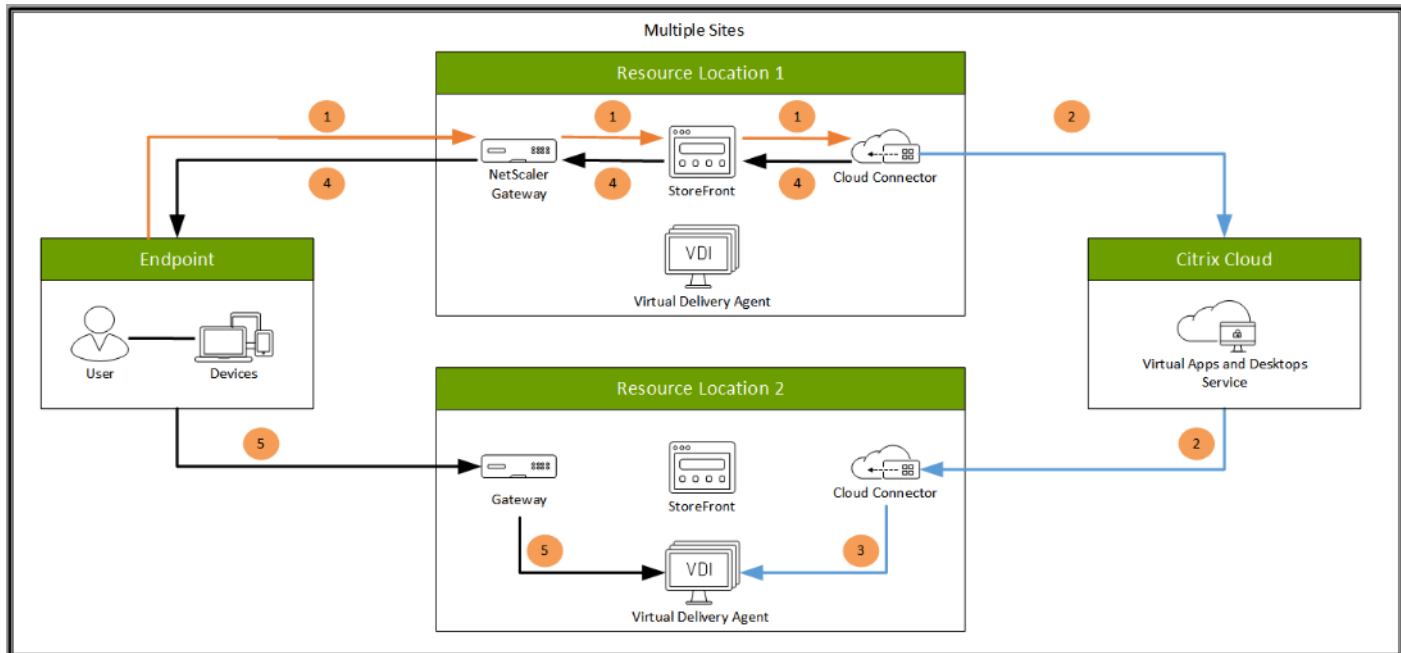 Multiple Sites
Resource Location 1
1
1
1
2
NetScaler
Gateway
StoreFront
Cloud Connector
4
4
4
VDI
Virtual Delivery Agent
Endpoint
User
Devices
Citrix Cloud
Virtual Apps and Desktops
Service
Resource Location 2
5
2
Gateway
StoreFront
Cloud Connector
5
VDI
3
Virtual Delivery Agent